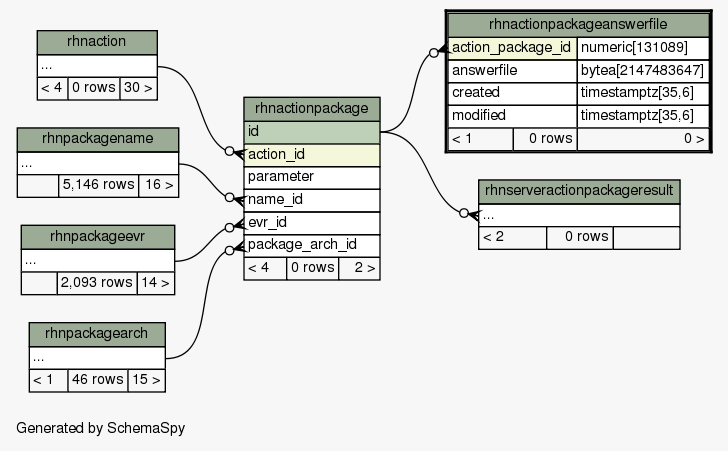 rhnaction
...
< 4 0 rows 30 >
rhnpackagename
...
5,146 rows 16 >
rhnpackageevr
...
2,093 rows 14 >
rhnpackagearch
...
< 1 46 rows 15 >
rhnactionpackage
id
action_id
parameter
name_id
evr_id
package_arch_id
< 4 0 rows 2 >
rhnactionpackageanswerfile
action_package_id numeric[131089]
answerfile bytea[2147483647]
created timestamptz[35,6]
modified timestamptz[35,6]
< 1 0 rows 0 >
rhnserveractionpackageresult
...
< 2 0 rows
Generated by SchemaSpy